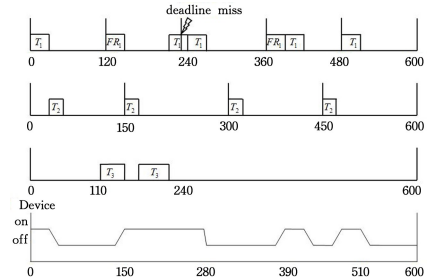 deadline miss
T1 FR1 T1 T1 FR1 T1 T1
0 120 240 360 480 600
T2 T2 T2 T2
0 150 300 450 600
T3 T3
0 110 240 600
Device
on
off
0 150 280 390 510 600